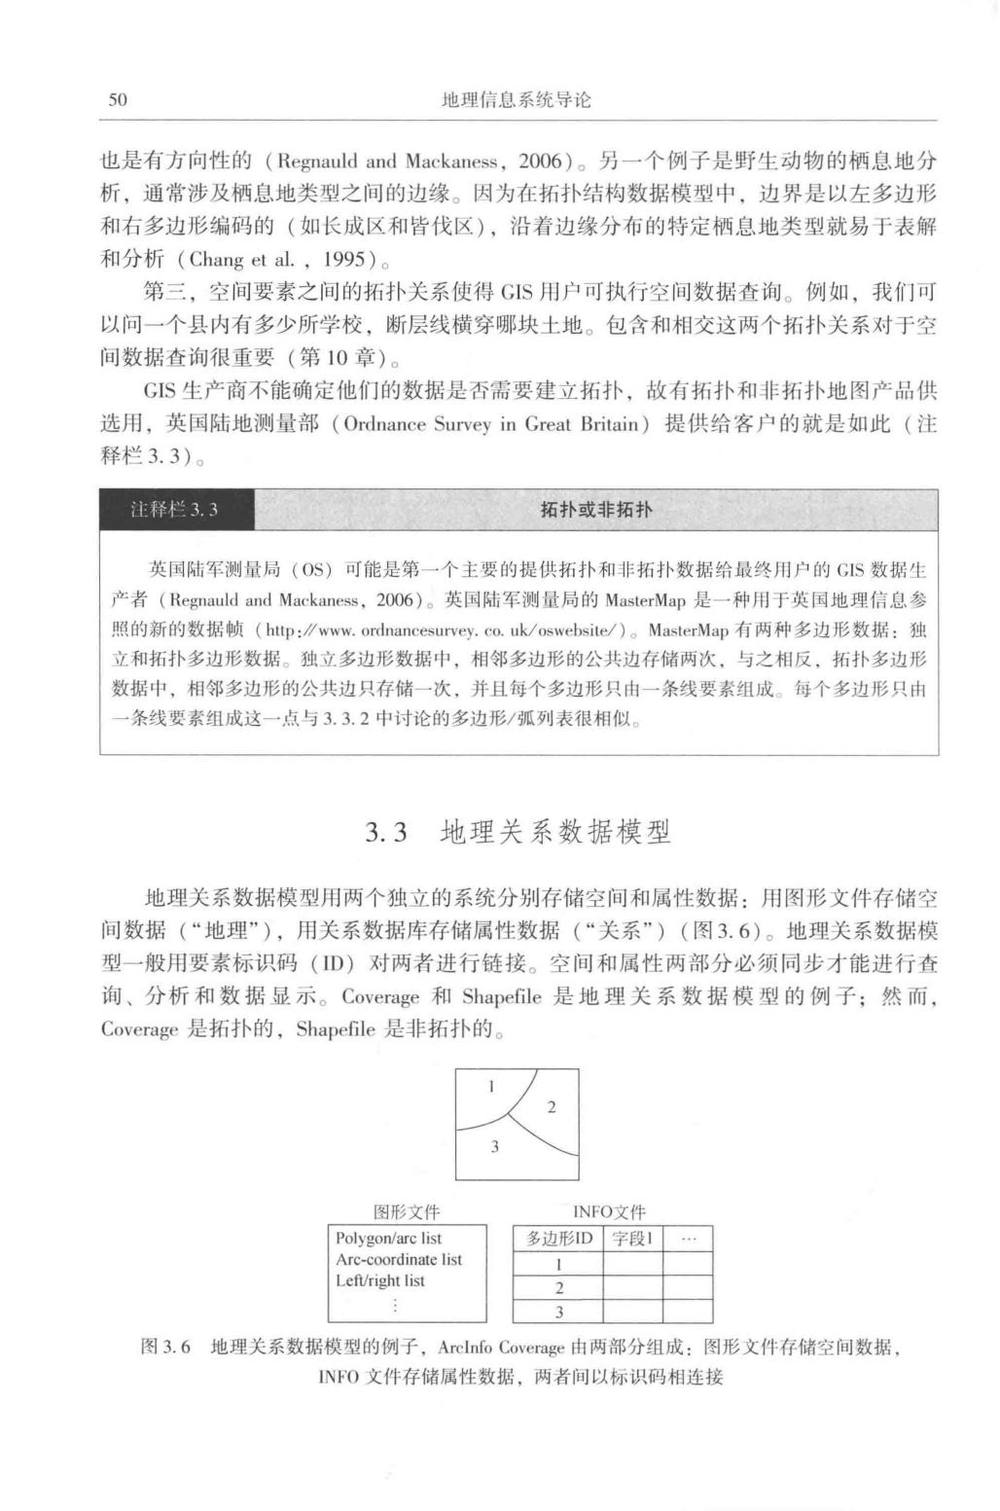 50
地理信息系统导论
也是有方向性的（Regnauld and Mackaness，2006）。另一个例子是野生动物的栖息地分
析，通常涉及栖息地类型之间的边缘。因为在拓扑结构数据模型中，边界是以左多边形
和右多边形编码的（如长成区和皆伐区），沿着边缘分布的特定栖息地类型就易于表解
和分析（Chang et al.，1995）。
第三，空间要素之间的拓扑关系使得 GIS 用户可执行空间数据查询。例如，我们可
以问一个县内有多少所学校，断层线横穿哪块土地。包含和相交这两个拓扑关系对于空
间数据查询很重要（第 10 章）。
GIS 生产商不能确定他们的数据是否需要建立拓扑，故有拓扑和非拓扑地图产品供
选用，英国陆地测量部（Ordnance Survey in Great Britain）提供给客户的就是如此（注
释栏 3.3）。
注释栏 3.3
拓扑或非拓扑
英国陆军测量局（OS）可能是第一个主要的提供拓扑和非拓扑数据给最终用户的 GIS 数据生
产者（Regnauld and Mackaness，2006）。英国陆军测量局的 MasterMap 是一种用于英国地理信息参
照的新的数据帧（http://www.ordnancesurvey.co.uk/oswebsite/）。MasterMap 有两种多边形数据：独
立和拓扑多边形数据。独立多边形数据中，相邻多边形的公共边存储两次，与之相反，拓扑多边形
数据中，相邻多边形的公共边只存储一次，并且每个多边形只由一条线要素组成。每个多边形只由
一条线要素组成这一点与 3.3.2 中讨论的多边形/弧列表很相似。
3.3 地理关系数据模型
地理关系数据模型用两个独立的系统分别存储空间和属性数据：用图形文件存储空
间数据（“地理”），用关系数据库存储属性数据（“关系”）（图 3.6）。地理关系数据模
型一般用要素标识码（ID）对两者进行链接。空间和属性两部分必须同步才能进行查
询、分析和数据显示。Coverage 和 Shapefile 是地理关系数据模型的例子；然而，
Coverage 是拓扑的，Shapefile 是非拓扑的。
1
2
3
图形文件
Polygon/arc list
Arc-coordinate list
Left/right list
⋮
INFO文件
多边形ID 字段1 …
1
2
3
图 3.6 地理关系数据模型的例子，ArcInfo Coverage 由两部分组成：图形文件存储空间数据，
INFO 文件存储属性数据，两者间以标识码相连接